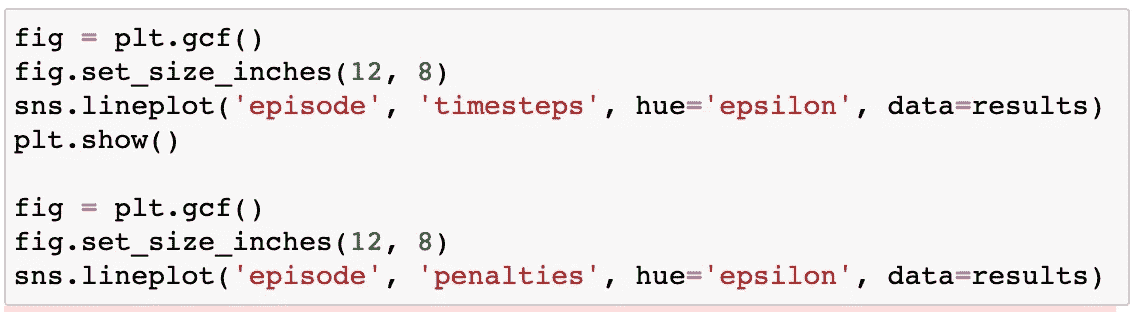 fig = plt.gcf()
fig.set_size_inches(12, 8)
sns.lineplot('episode', 'timesteps', hue='epsilon', data=results)
plt.show()

fig = plt.gcf()
fig.set_size_inches(12, 8)
sns.lineplot('episode', 'penalties', hue='epsilon', data=results)